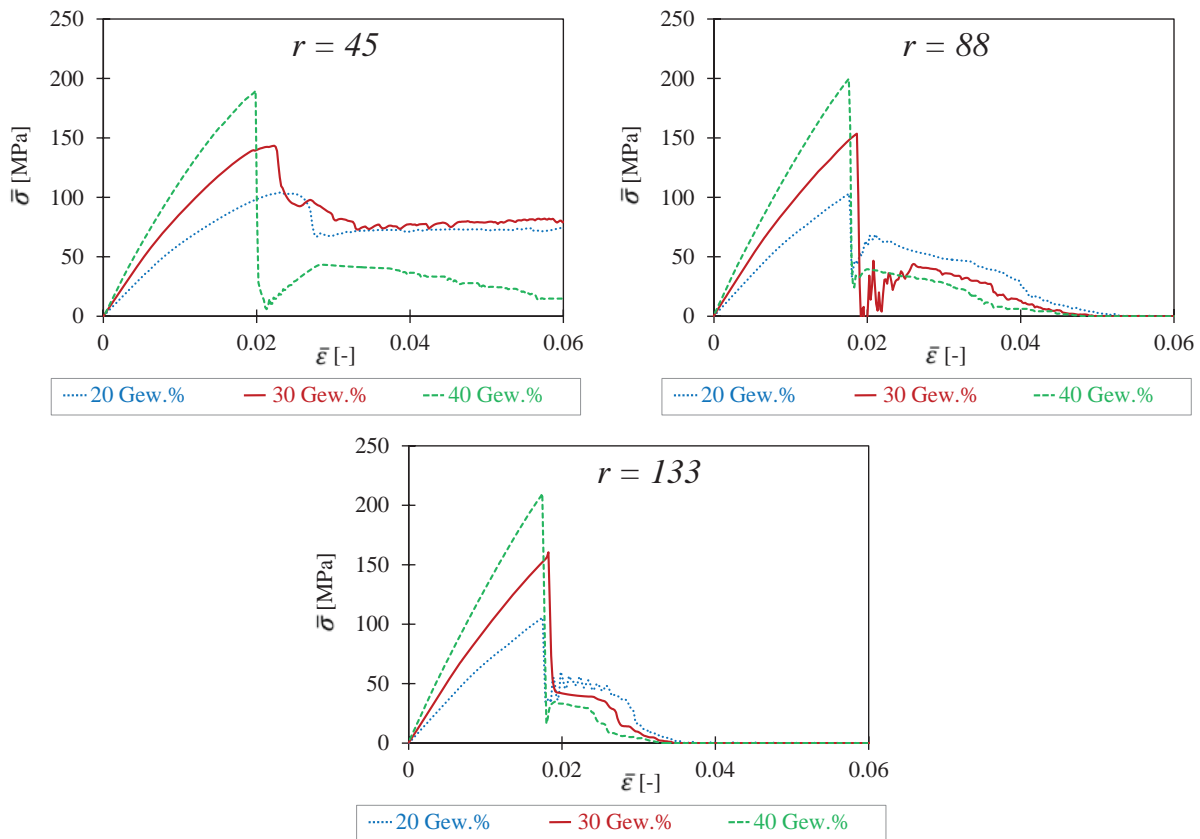 r = 45
250
200
150
100
50
0
σ̄ [MPa]
0
0.02
0.04
0.06
ε̄ [-]
20 Gew.%
30 Gew.%
40 Gew.%
r = 88
250
200
150
100
50
0
σ̄ [MPa]
0
0.02
0.04
0.06
ε̄ [-]
20 Gew.%
30 Gew.%
40 Gew.%
r = 133
250
200
150
100
50
0
σ̄ [MPa]
0
0.02
0.04
0.06
ε̄ [-]
20 Gew.%
30 Gew.%
40 Gew.%